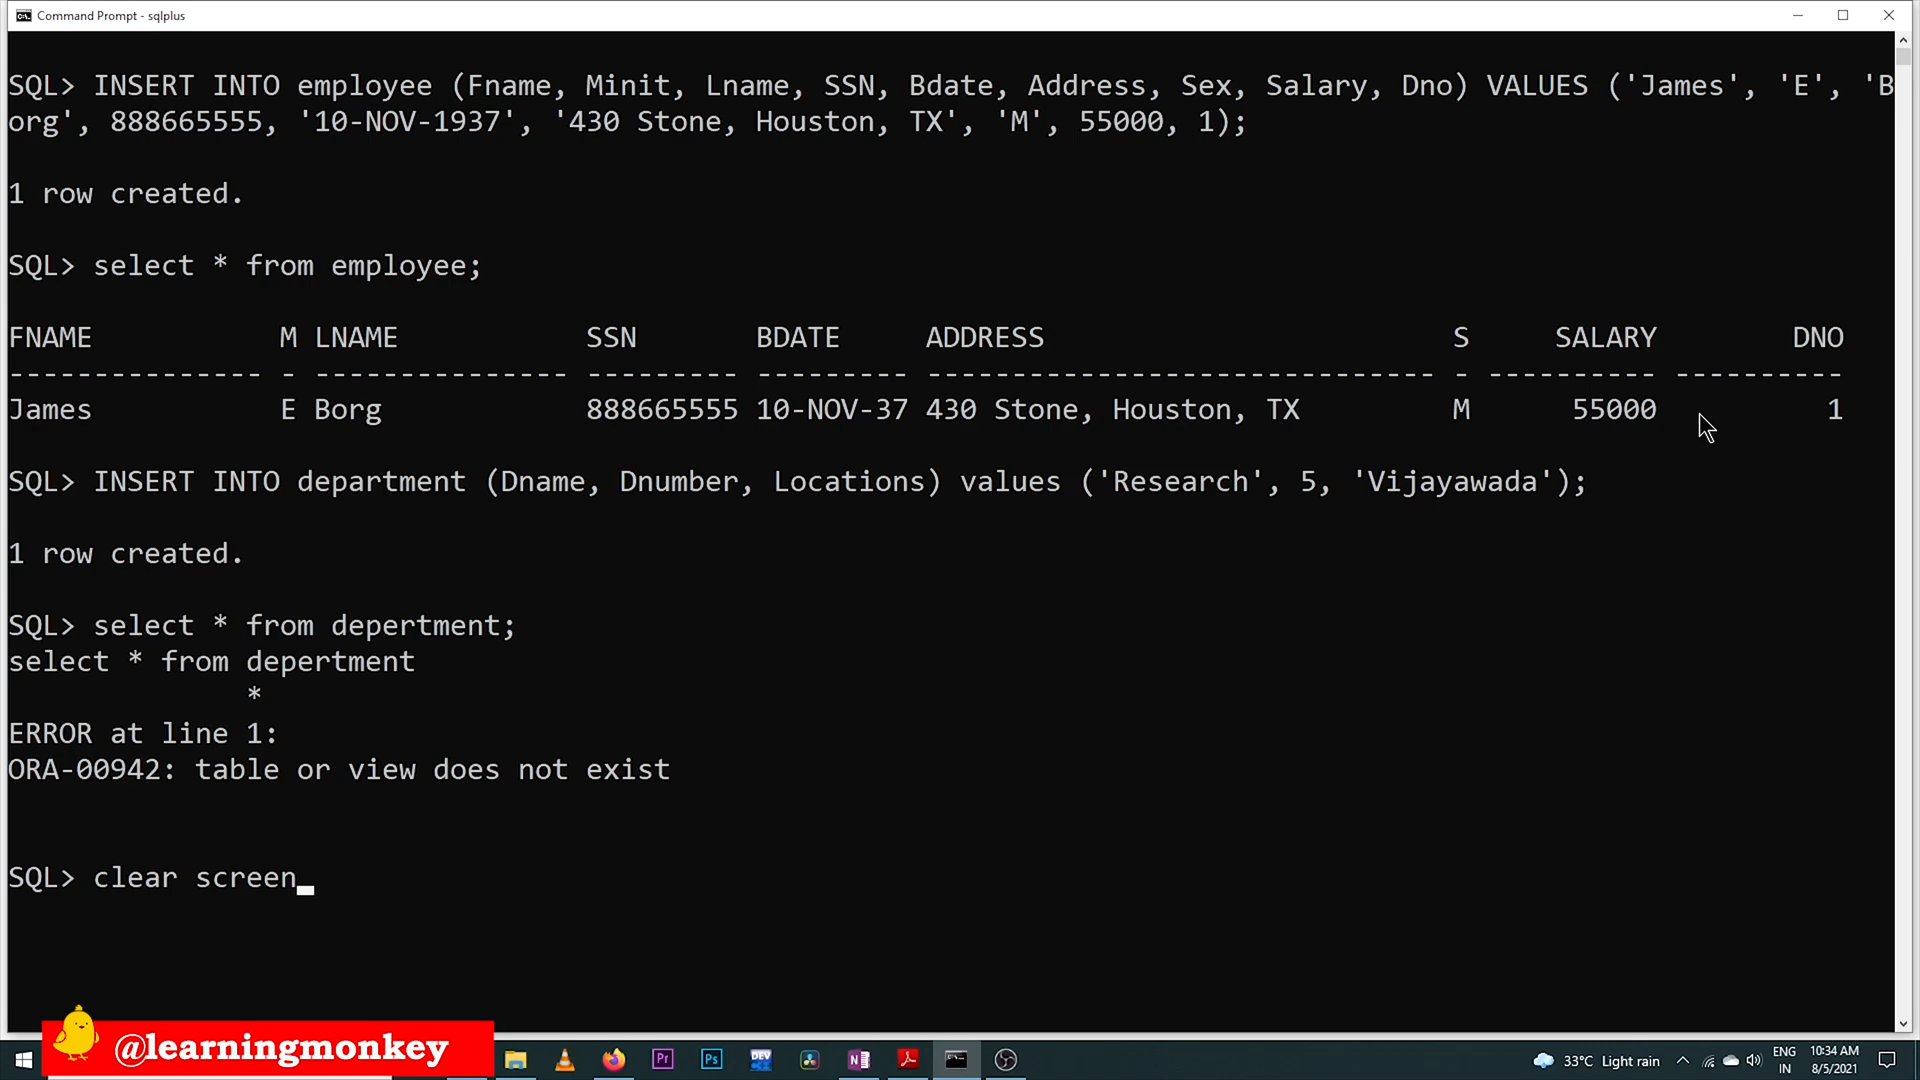 Command Prompt - sqlplus
SQL> INSERT INTO employee (Fname, Minit, Lname, SSN, Bdate, Address, Sex, Salary, Dno) VALUES ('James', 'E', 'B
org', 888665555, '10-NOV-1937', '430 Stone, Houston, TX', 'M', 55000, 1);
1 row created.
SQL> select * from employee;
FNAME M LNAME SSN BDATE ADDRESS S SALARY DNO
--------------- - --------------- --------- --------- ------------------------------ - ---------- ----------
James E Borg 888665555 10-NOV-37 430 Stone, Houston, TX M 55000 1
SQL> INSERT INTO department (Dname, Dnumber, Locations) values ('Research', 5, 'Vijayawada');
1 row created.
SQL> select * from depertment;
select * from depertment
*
ERROR at line 1:
ORA-00942: table or view does not exist
SQL> clear screen
@learningmonkey
Pr Ps DEV N
33°C Light rain
ENG
IN
10:34 AM
8/5/2021